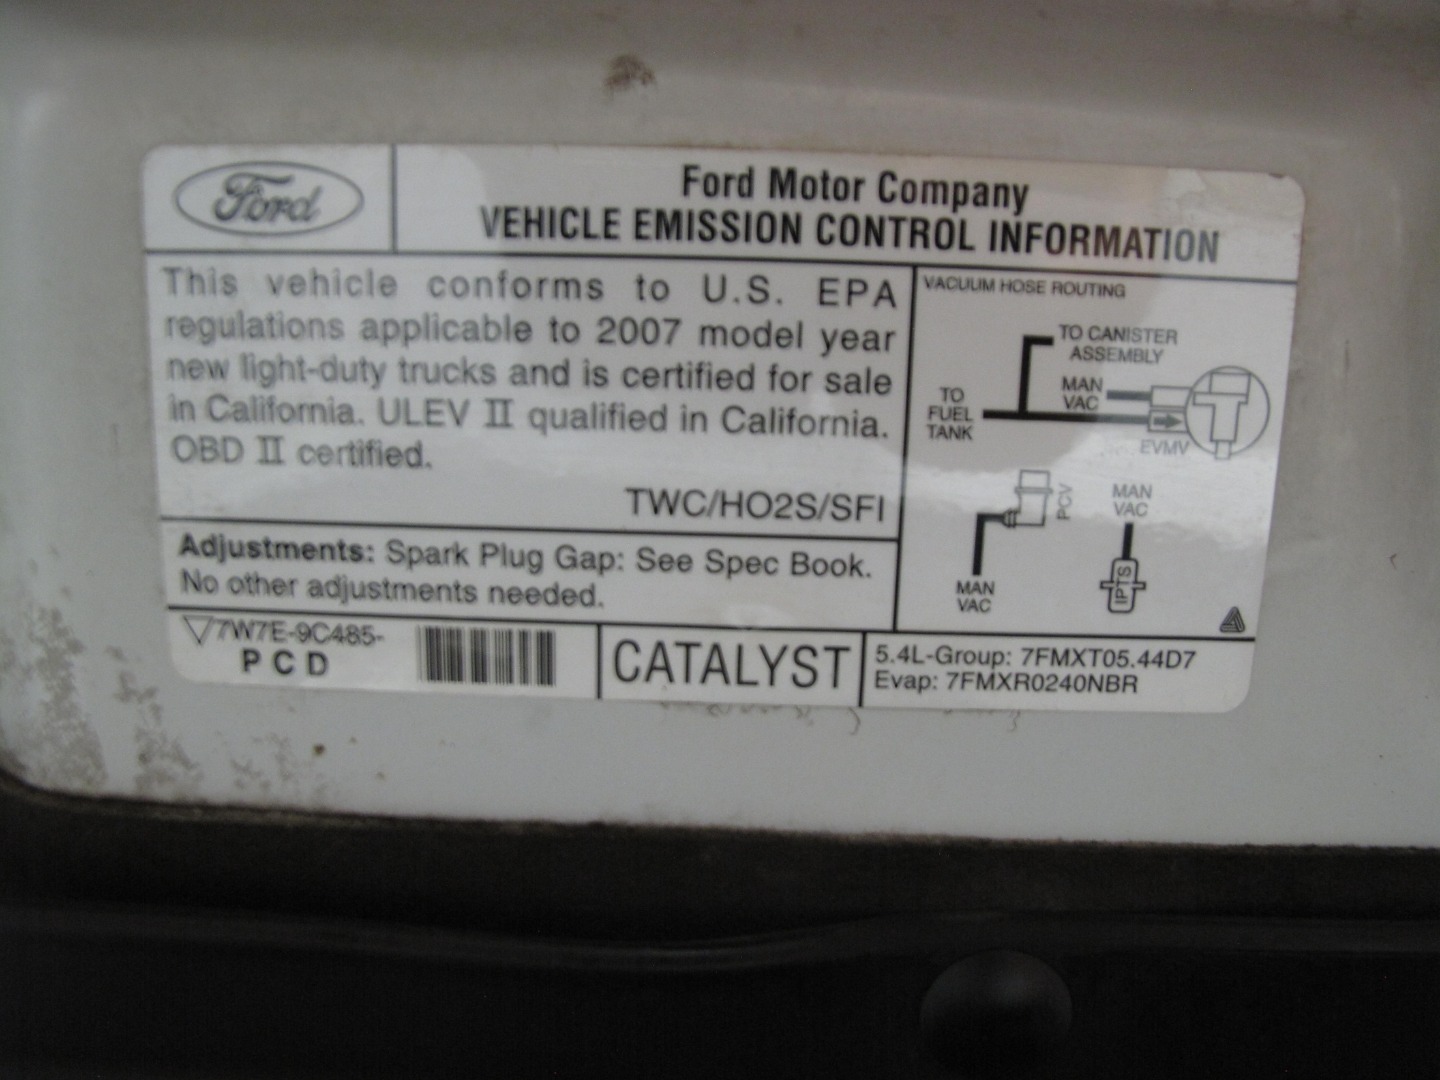 Ford
Ford Motor Company
VEHICLE EMISSION CONTROL INFORMATION
This vehicle conforms to U.S. EPA
regulations applicable to 2007 model year
new light-duty trucks and is certified for sale
in California. ULEV II qualified in California.
OBD II certified.
TWC/HO2S/SFI
Adjustments: Spark Plug Gap: See Spec Book.
No other adjustments needed.
VACUUM HOSE ROUTING
TO CANISTER
ASSEMBLY
MAN
VAC
TO
FUEL
TANK
EVMV
PCV
MAN
VAC
MAN
VAC
IPTS
7W7E-9C485-
PCD
CATALYST
5.4L-Group: 7FMXT05.44D7
Evap: 7FMXR0240NBR